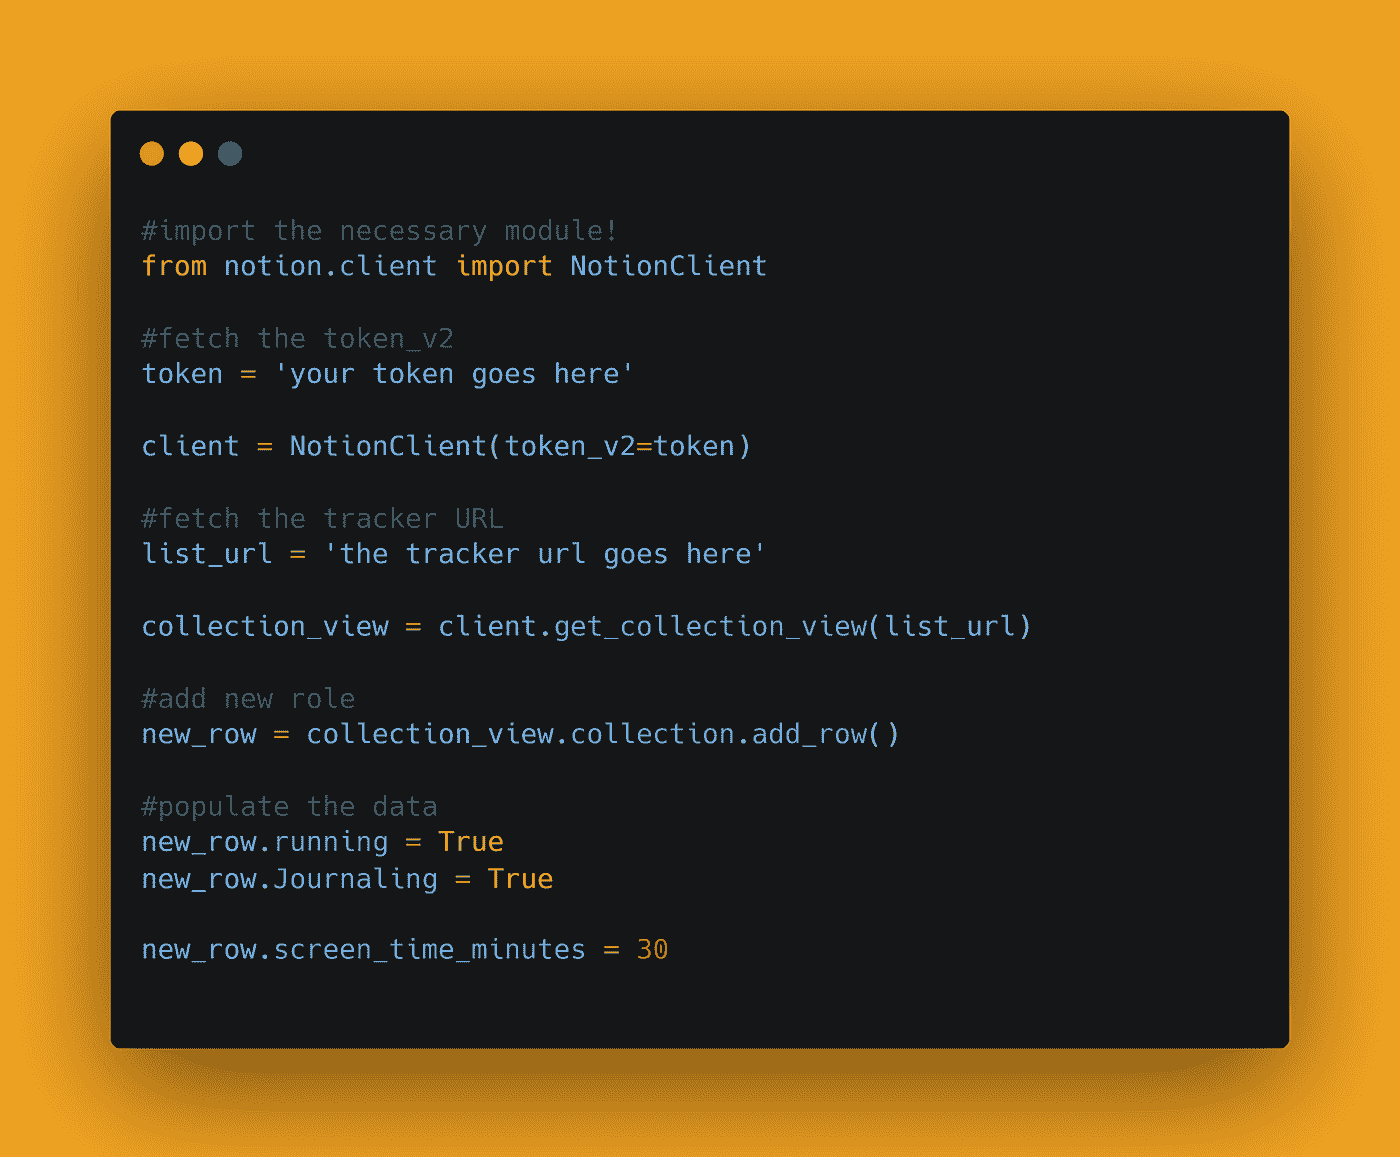 #import the necessary module!
from notion.client import NotionClient
#fetch the token_v2
token = 'your token goes here'
client = NotionClient(token_v2=token)
#fetch the tracker URL
list_url = 'the tracker url goes here'
collection_view = client.get_collection_view(list_url)
#add new role
new_row = collection_view.collection.add_row()
#populate the data
new_row.running = True
new_row.Journaling = True
new_row.screen_time_minutes = 30